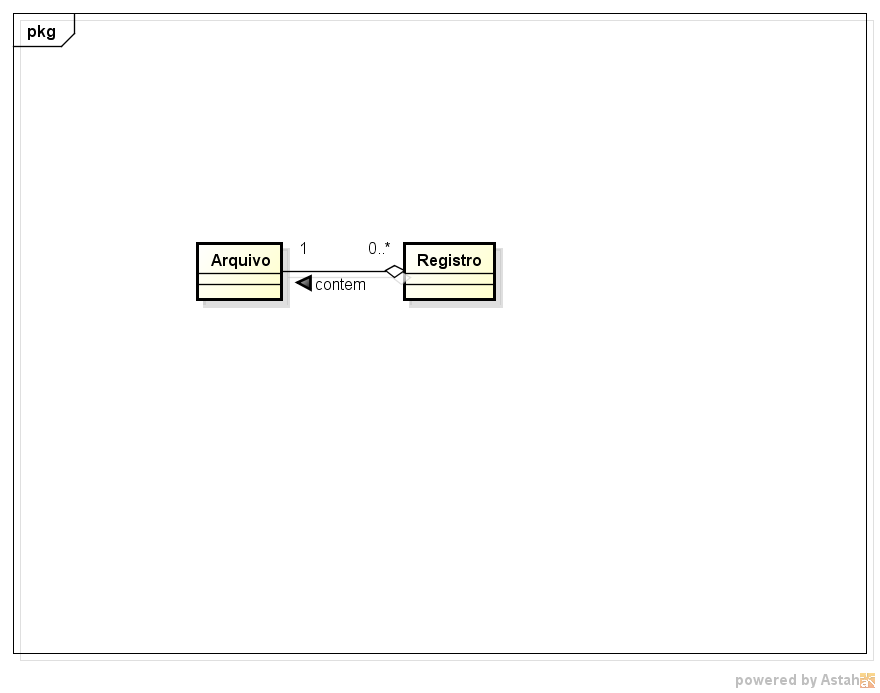 pkg
1
0..*
Arquivo
Registro
contem
powered by Astah